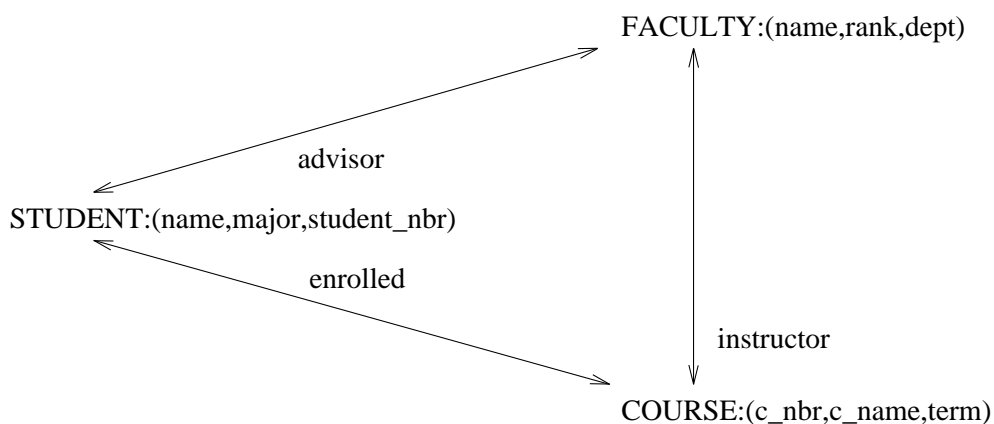 FACULTY:(name,rank,dept)
advisor
STUDENT:(name,major,student_nbr)
enrolled
instructor
COURSE:(c_nbr,c_name,term)